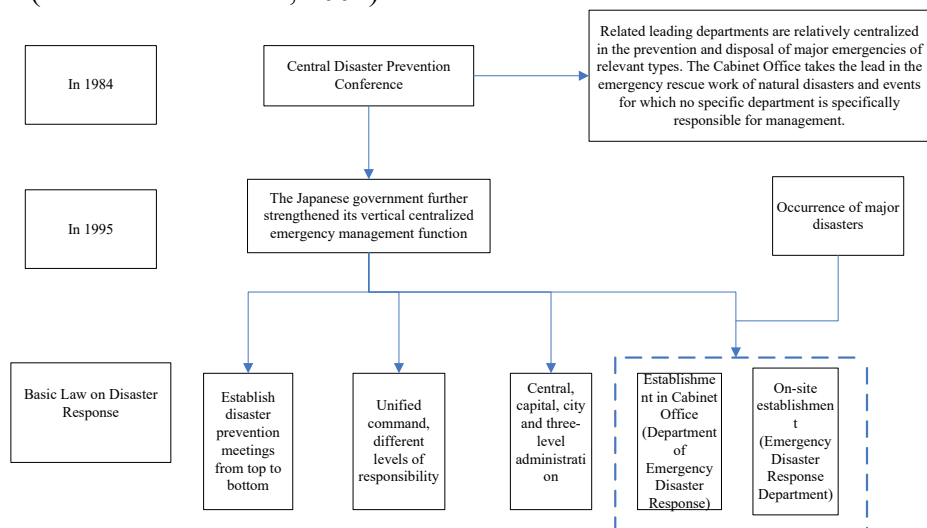 Related leading departments are relatively centralized
in the prevention and disposal of major emergencies of
relevant types. The Cabinet Office takes the lead in the
emergency rescue work of natural disasters and events
for which no specific department is specifically
responsible for management.
In 1984
Central Disaster Prevention
Conference
In 1995
The Japanese government further
strengthened its vertical centralized
emergency management function
Occurrence of major
disasters
Basic Law on Disaster
Response
Establish
disaster
prevention
meetings
from top to
bottom
Unified
command,
different
levels of
responsibility
Central,
capital, city
and three-
level
administrati
on
Establishme
nt in Cabinet
Office
(Department
of
Emergency
Disaster
Response)
On-site
establishmen
t
(Emergency
Disaster
Response
Department)